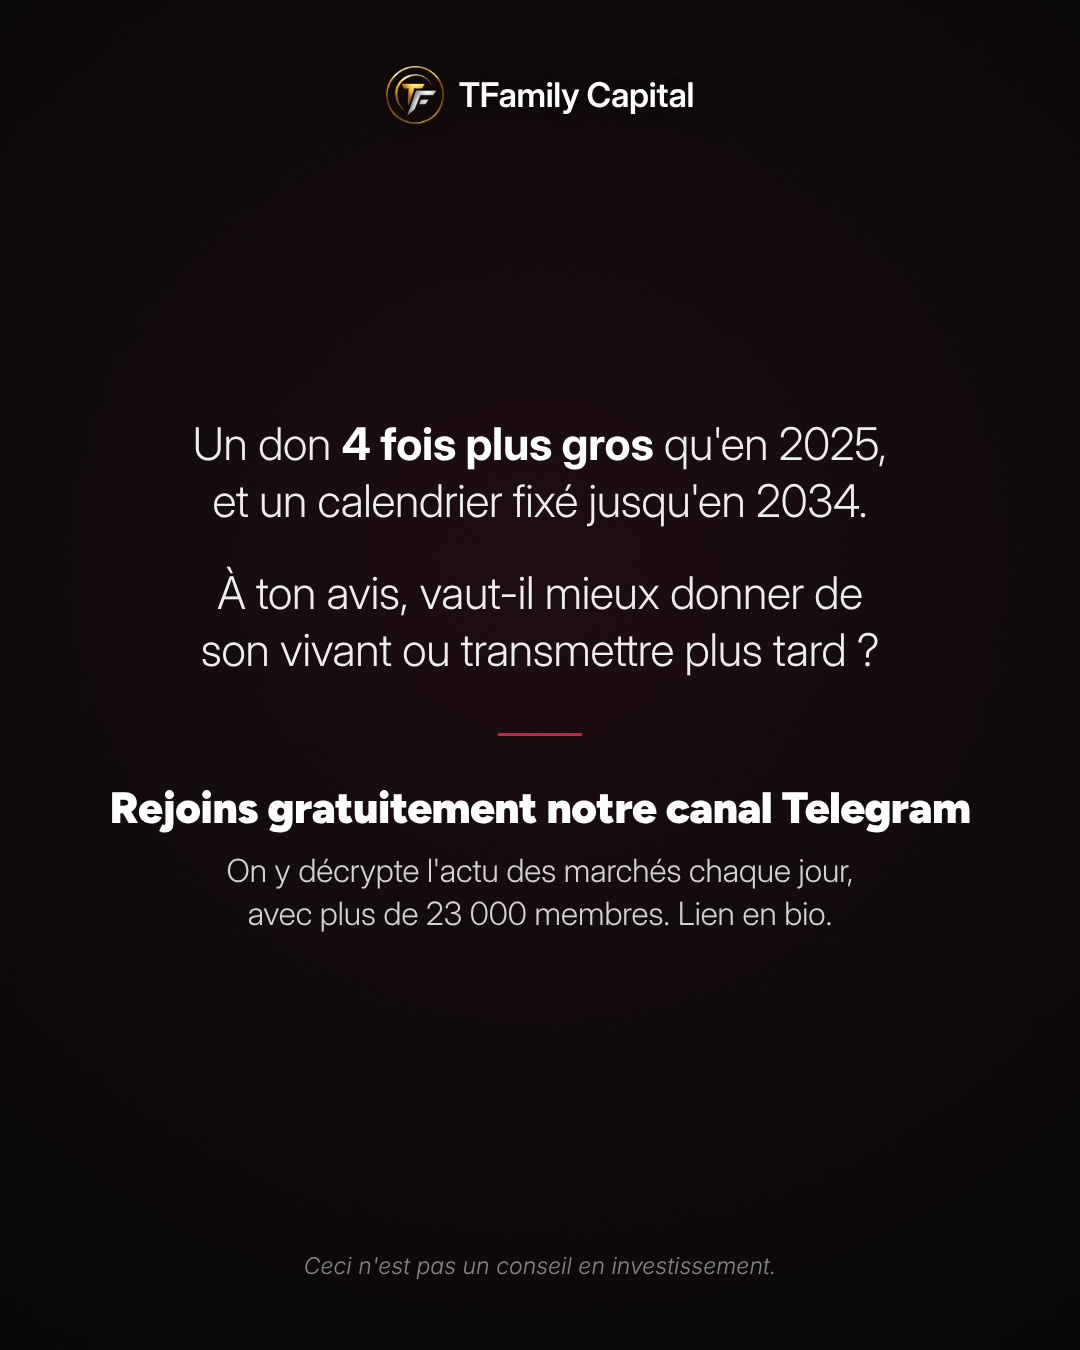 TF TFamily Capital
Un don 4 fois plus gros qu'en 2025,
et un calendrier fixé jusqu'en 2034.
À ton avis, vaut-il mieux donner de
son vivant ou transmettre plus tard ?
Rejoins gratuitement notre canal Telegram
On y décrypte l'actu des marchés chaque jour,
avec plus de 23 000 membres. Lien en bio.
Ceci n'est pas un conseil en investissement.